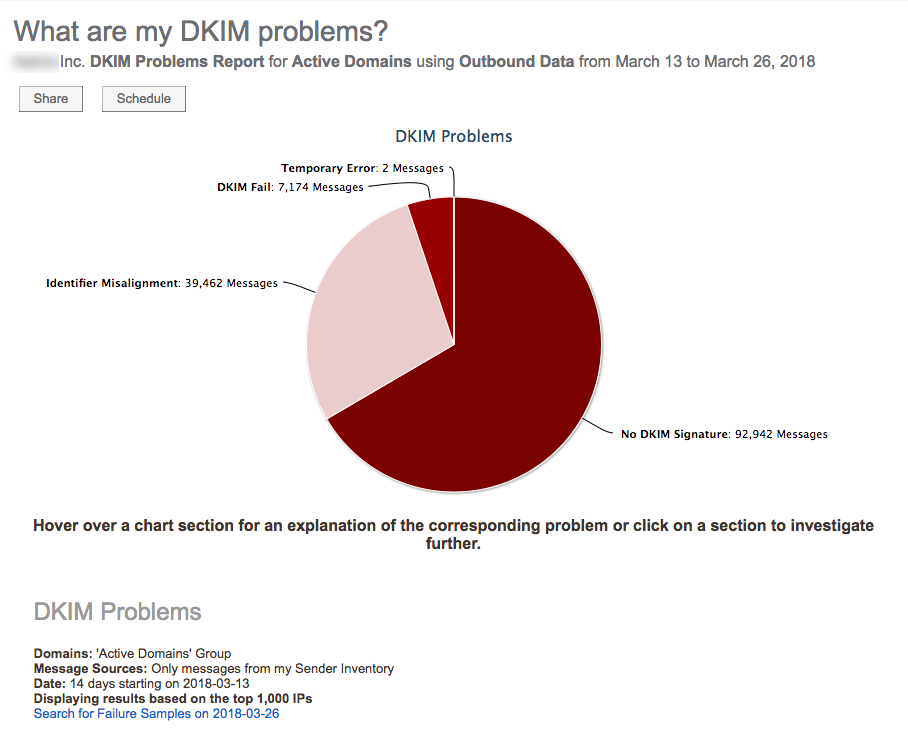 What are my DKIM problems?
Inc. DKIM Problems Report for Active Domains using Outbound Data from March 13 to March 26, 2018
Share Schedule
DKIM Problems
Temporary Error: 2 Messages
DKIM Fail: 7,174 Messages
Identifier Misalignment: 39,462 Messages
No DKIM Signature: 92,942 Messages
Hover over a chart section for an explanation of the corresponding problem or click on a section to investigate
further.
DKIM Problems
Domains: 'Active Domains' Group
Message Sources: Only messages from my Sender Inventory
Date: 14 days starting on 2018-03-13
Displaying results based on the top 1,000 IPs
Search for Failure Samples on 2018-03-26